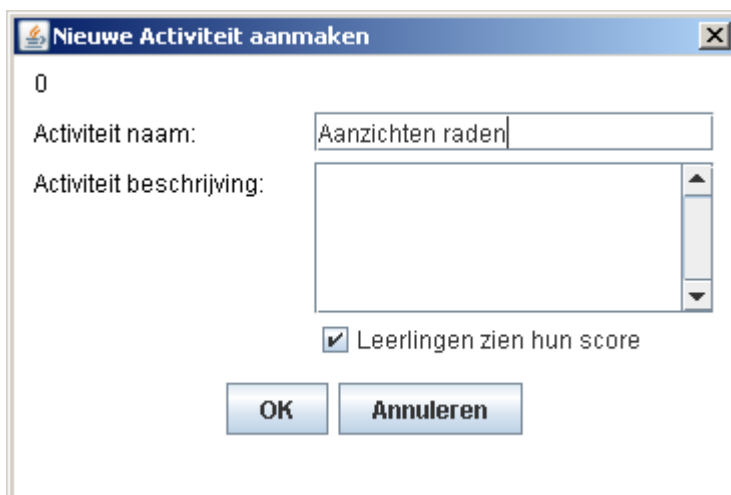 Nieuwe Activiteit aanmaken
0
Activiteit naam: Aanzichten raden
Activiteit beschrijving:
Leerlingen zien hun score
OK Annuleren